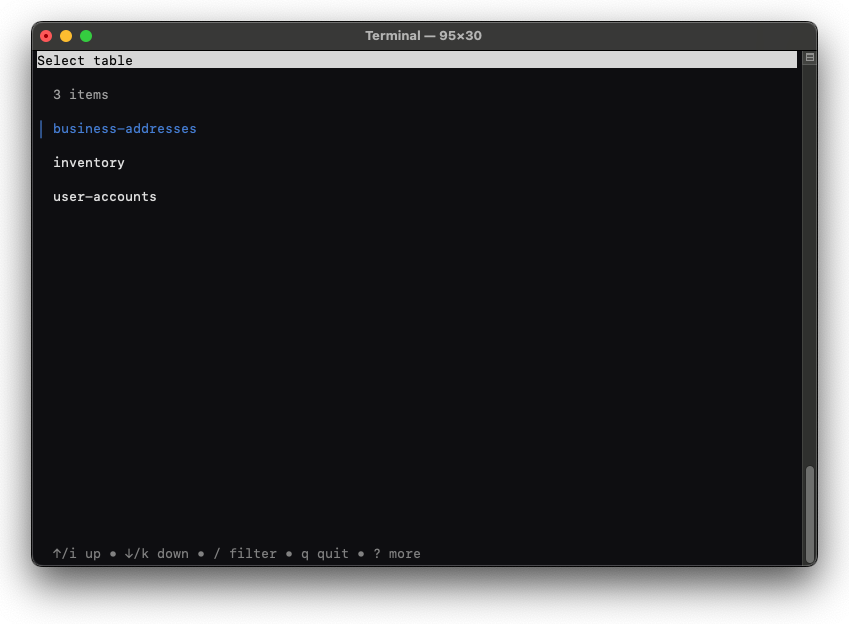 Terminal — 95×30
Select table
3 items
business-addresses
inventory
user-accounts
↑/i up • ↓/k down • / filter • q quit • ? more